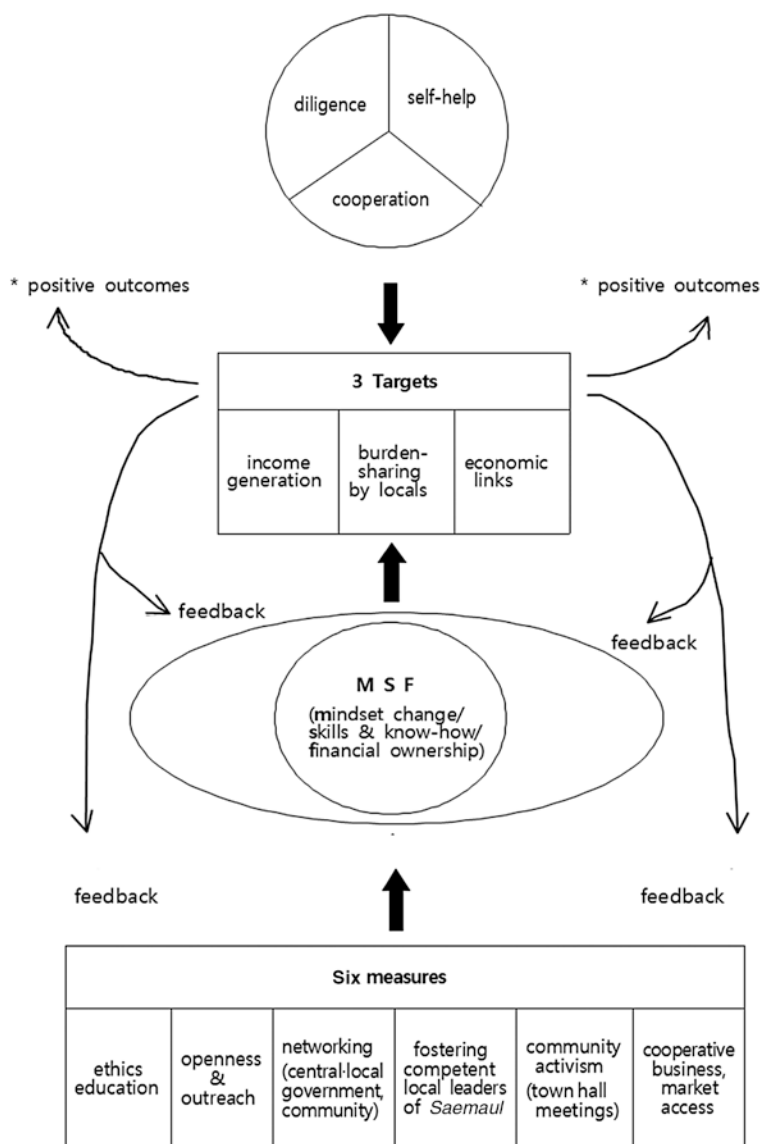 diligence
self-help
cooperation
* positive outcomes
* positive outcomes
3 Targets
income
generation
burden-
sharing
by locals
economic
links
feedback
feedback
M S F
(mindset change/
skills & know-how/
financial ownership)
feedback
feedback
Six measures
ethics
education
openness
&
outreach
networking
(central·local
government,
community)
fostering
competent
local leaders
of Saemaul
community
activism
(town hall
meetings)
cooperative
business,
market
access